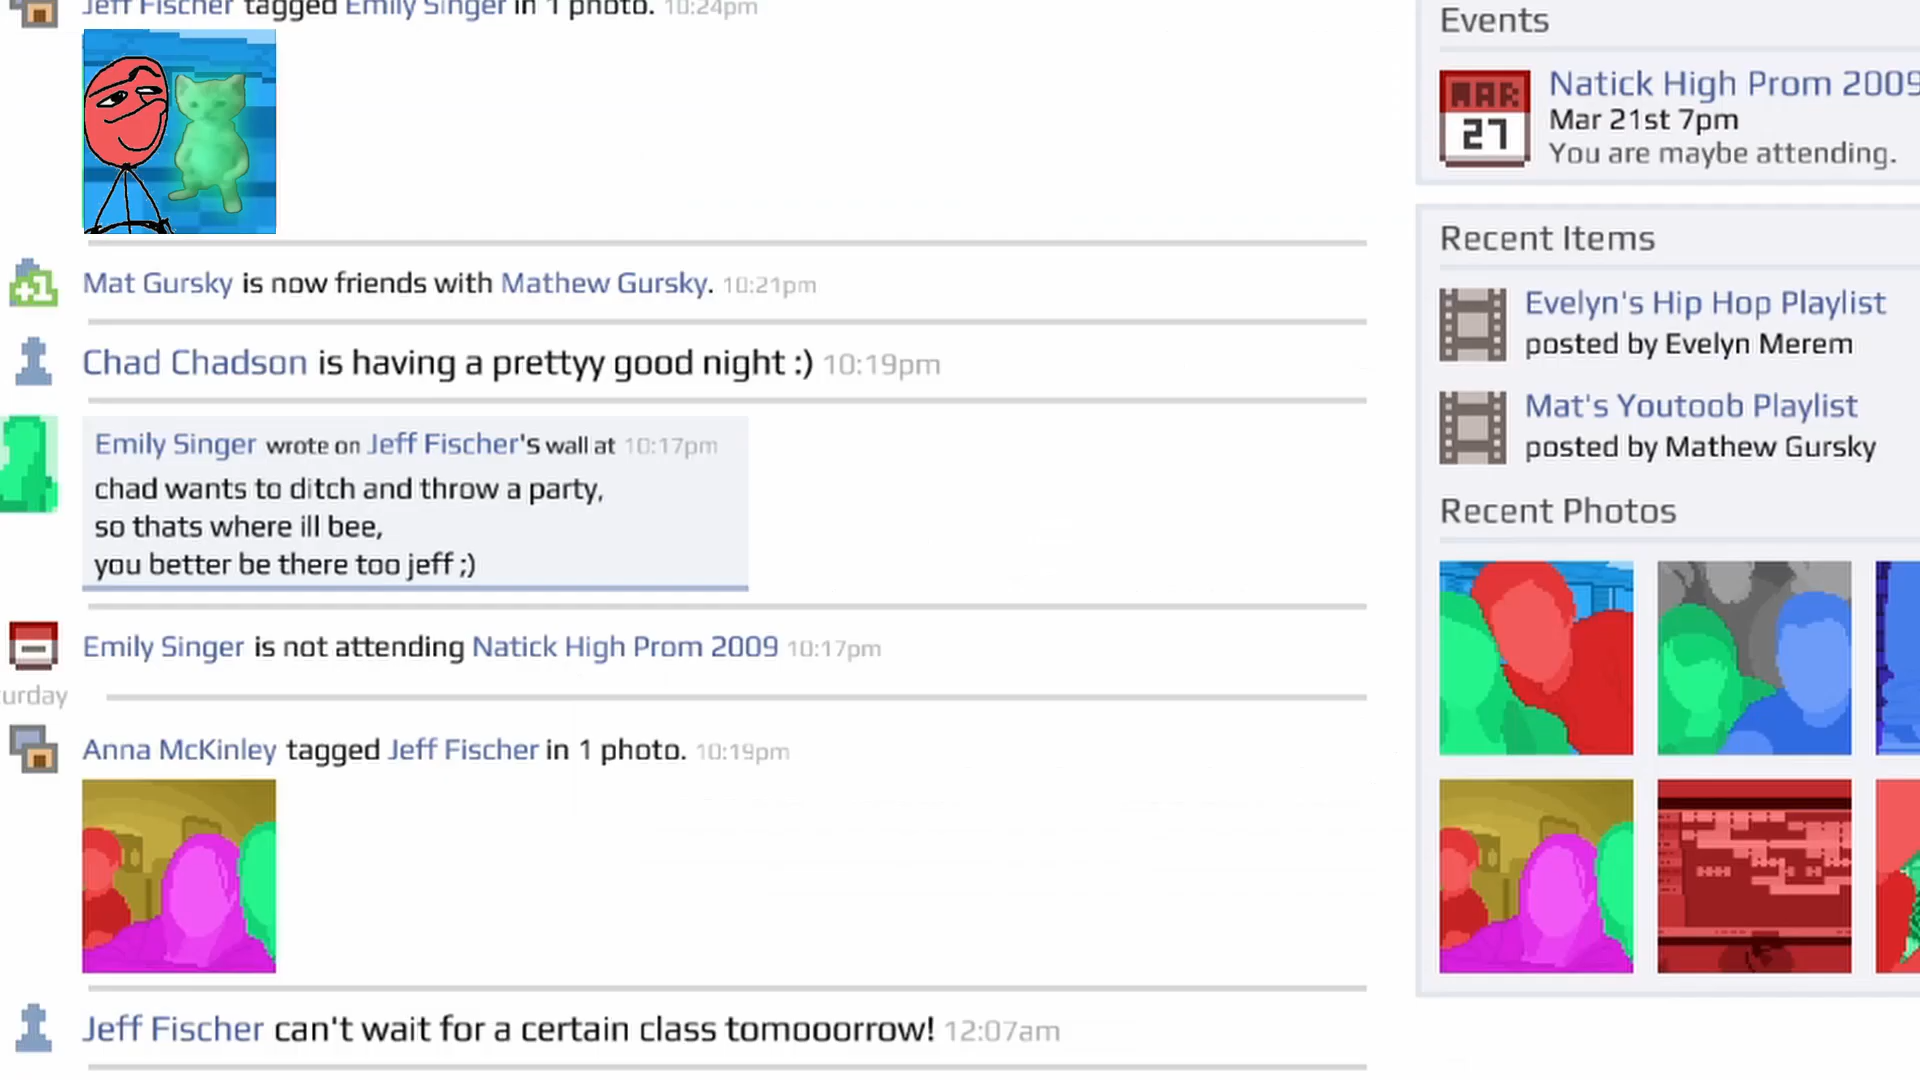 Jeff Fischer tagged Emily Singer in 1 photo. 10:24pm
Mat Gursky is now friends with Mathew Gursky. 10:21pm
Chad Chadson is having a prettyy good night :) 10:19pm
Emily Singer wrote on Jeff Fischer's wall at 10:17pm
chad wants to ditch and throw a party,
so thats where ill bee,
you better be there too jeff ;)
Emily Singer is not attending Natick High Prom 2009 10:17pm
urday
Anna McKinley tagged Jeff Fischer in 1 photo. 10:19pm
Jeff Fischer can't wait for a certain class tomooorrow! 12:07am
Events
MAR
27
Natick High Prom 2009
Mar 21st 7pm
You are maybe attending.
Recent Items
Evelyn's Hip Hop Playlist
posted by Evelyn Merem
Mat's Youtoob Playlist
posted by Mathew Gursky
Recent Photos
+1